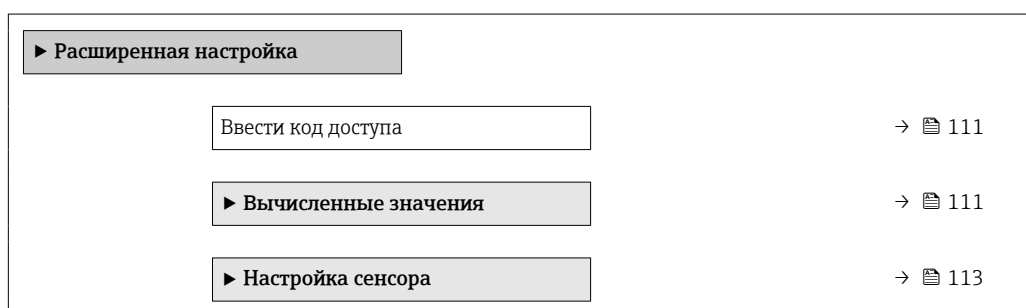 ▶ Расширенная настройка
Ввести код доступа → 111
▶ Вычисленные значения → 111
▶ Настройка сенсора → 113